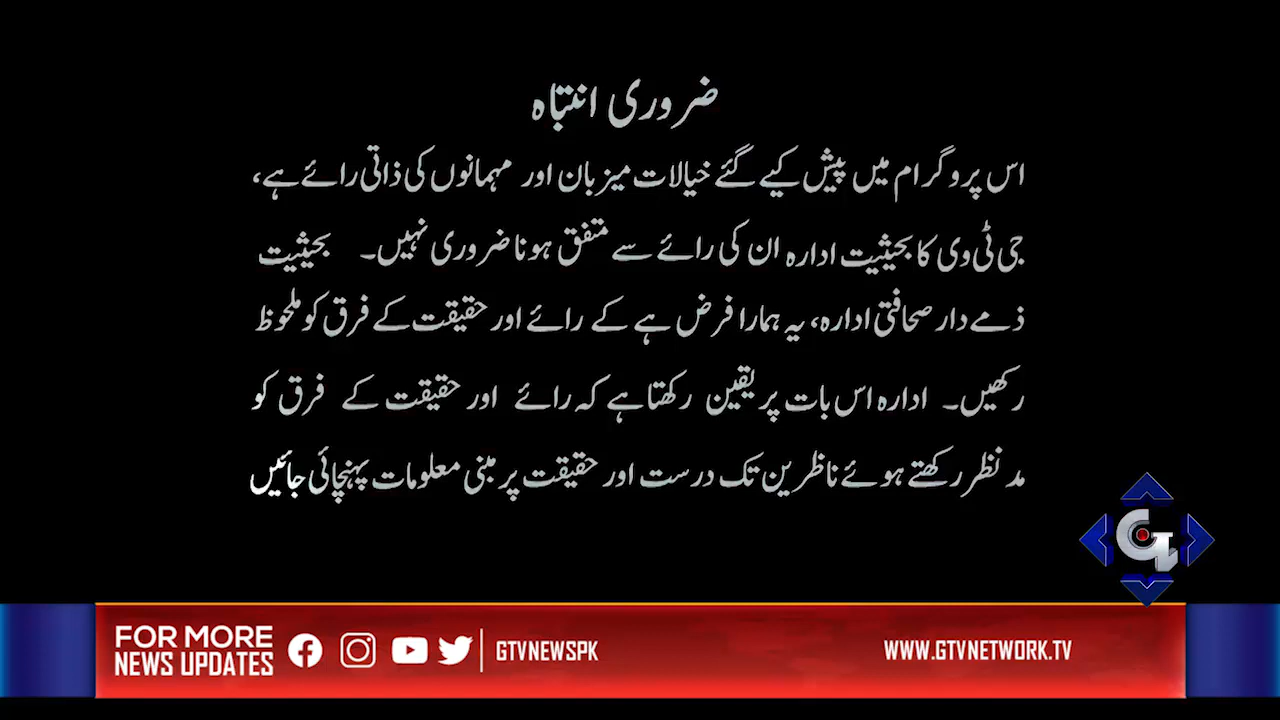 ضروری انتباہ
اس پروگرام میں پیش کیے گئے خیالات میزبان اور مہمانوں کی ذاتی رائے ہے،
جی ٹی وی کا بحیثیت ادارہ ان کی رائے سے متفق ہونا ضروری نہیں۔ بحیثیت
ذمے دار صحافتی ادارہ، یہ ہمارا فرض ہے کے رائے اور حقیقت کے فرق کو ملحوظ
رکھیں۔ ادارہ اس بات پر یقین رکھتا ہے کہ رائے اور حقیقت کے فرق کو
مد نظر رکھتے ہوئے ناظرین تک درست اور حقیقت پر مبنی معلومات پہنچائی جائیں
G
FOR MORE
NEWS UPDATES
GTVNEWSPK
WWW.GTVNETWORK.TV